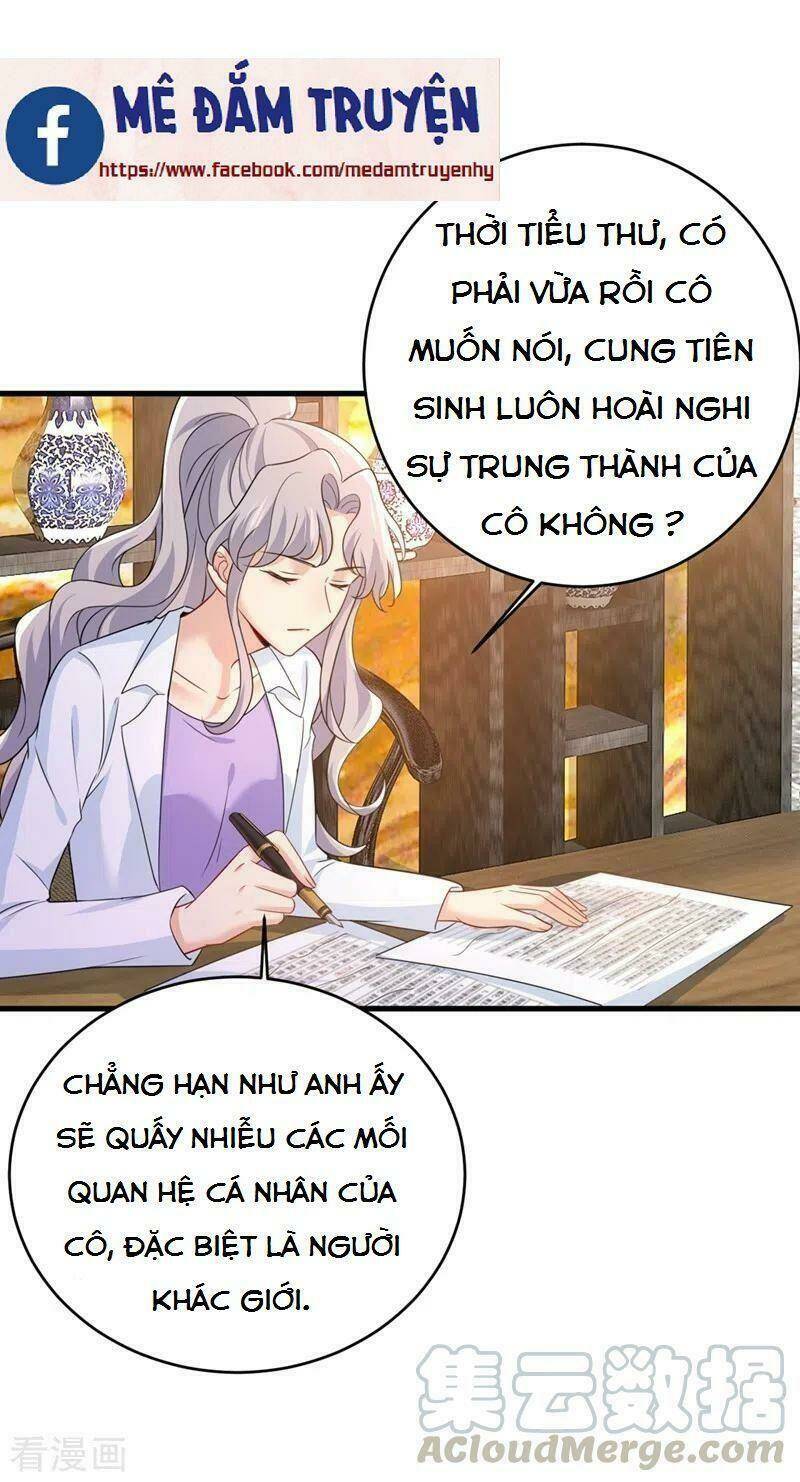 MÊ ĐẮM TRUYỆN
https://www.facebook.com/medamtruyenhy
THỜI TIỂU THƯ, CÓ
PHẢI VỪA RỒI CÔ
MUỐN NÓI, CUNG TIÊN
SINH LUÔN HOÀI NGHI
SỰ TRUNG THÀNH CỦA
CÔ KHÔNG ?
CHẲNG HẠN NHƯ ANH ẤY
SẼ QUẤY NHIỄU CÁC MỐI
QUAN HỆ CÁ NHÂN CỦA
CÔ, ĐẶC BIỆT LÀ NGƯỜI
KHÁC GIỚI.
集云数据
看漫画
AcloudMerge.com